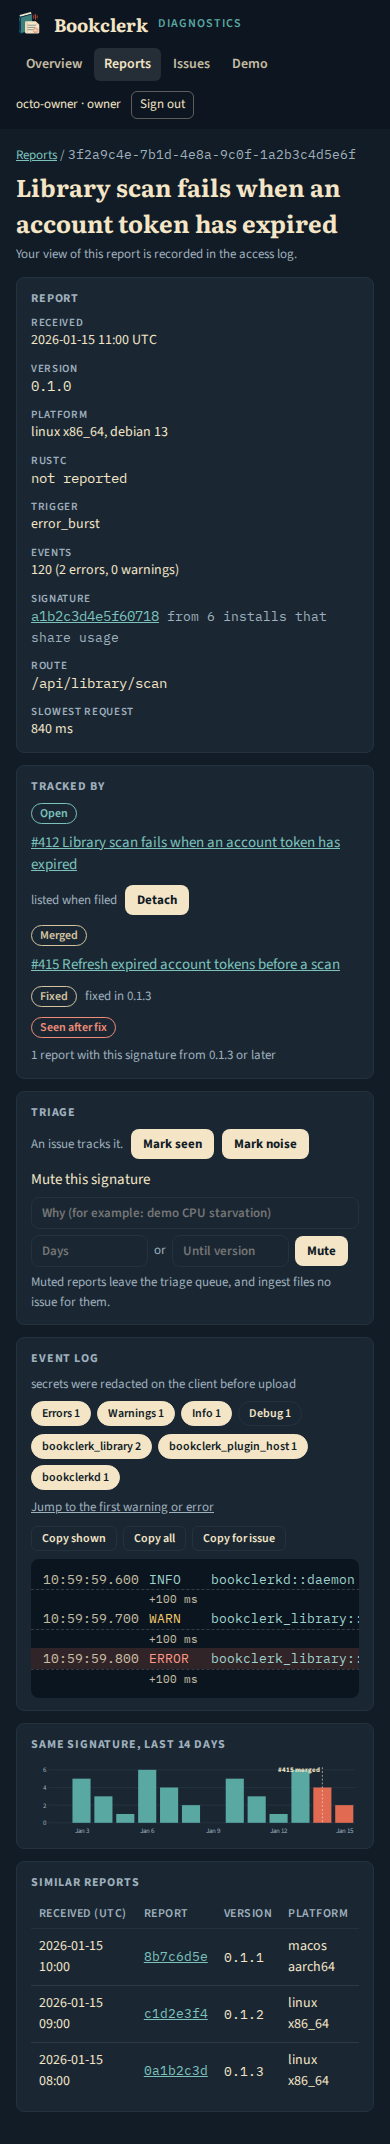 Bookclerk DIAGNOSTICS
Overview Reports Issues Demo
octo-owner · owner Sign out
Reports / 3f2a9c4e-7b1d-4e8a-9c0f-1a2b3c4d5e6f
Library scan fails when an
account token has expired
Your view of this report is recorded in the access log.
REPORT
RECEIVED
2026-01-15 11:00 UTC
VERSION
0.1.0
PLATFORM
linux x86_64, debian 13
RUSTC
not reported
TRIGGER
error_burst
EVENTS
120 (2 errors, 0 warnings)
SIGNATURE
a1b2c3d4e5f60718 from 6 installs that
share usage
ROUTE
/api/library/scan
SLOWEST REQUEST
840 ms
TRACKED BY
Open
#412 Library scan fails when an account token has
expired
listed when filed Detach
Merged
#415 Refresh expired account tokens before a scan
Fixed fixed in 0.1.3
Seen after fix
1 report with this signature from 0.1.3 or later
TRIAGE
An issue tracks it. Mark seen Mark noise
Mute this signature
Why (for example: demo CPU starvation)
Days or Until version Mute
Muted reports leave the triage queue, and ingest files no
issue for them.
EVENT LOG
secrets were redacted on the client before upload
Errors 1 Warnings 1 Info 1 Debug 1
bookclerk_library 2 bookclerk_plugin_host 1
bookclerkd 1
Jump to the first warning or error
Copy shown Copy all Copy for issue
10:59:59.600 INFO bookclerkd::daemon
+100 ms
10:59:59.700 WARN bookclerk_library::
+100 ms
10:59:59.800 ERROR bookclerk_library::
+100 ms
SAME SIGNATURE, LAST 14 DAYS
#415 merged
6
4
2
0
Jan 3 Jan 6 Jan 9 Jan 12 Jan 15
SIMILAR REPORTS
RECEIVED (UTC) REPORT VERSION PLATFORM
2026-01-15 10:00 8b7c6d5e 0.1.1 macos aarch64
2026-01-15 09:00 c1d2e3f4 0.1.2 linux x86_64
2026-01-15 08:00 0a1b2c3d 0.1.3 linux x86_64